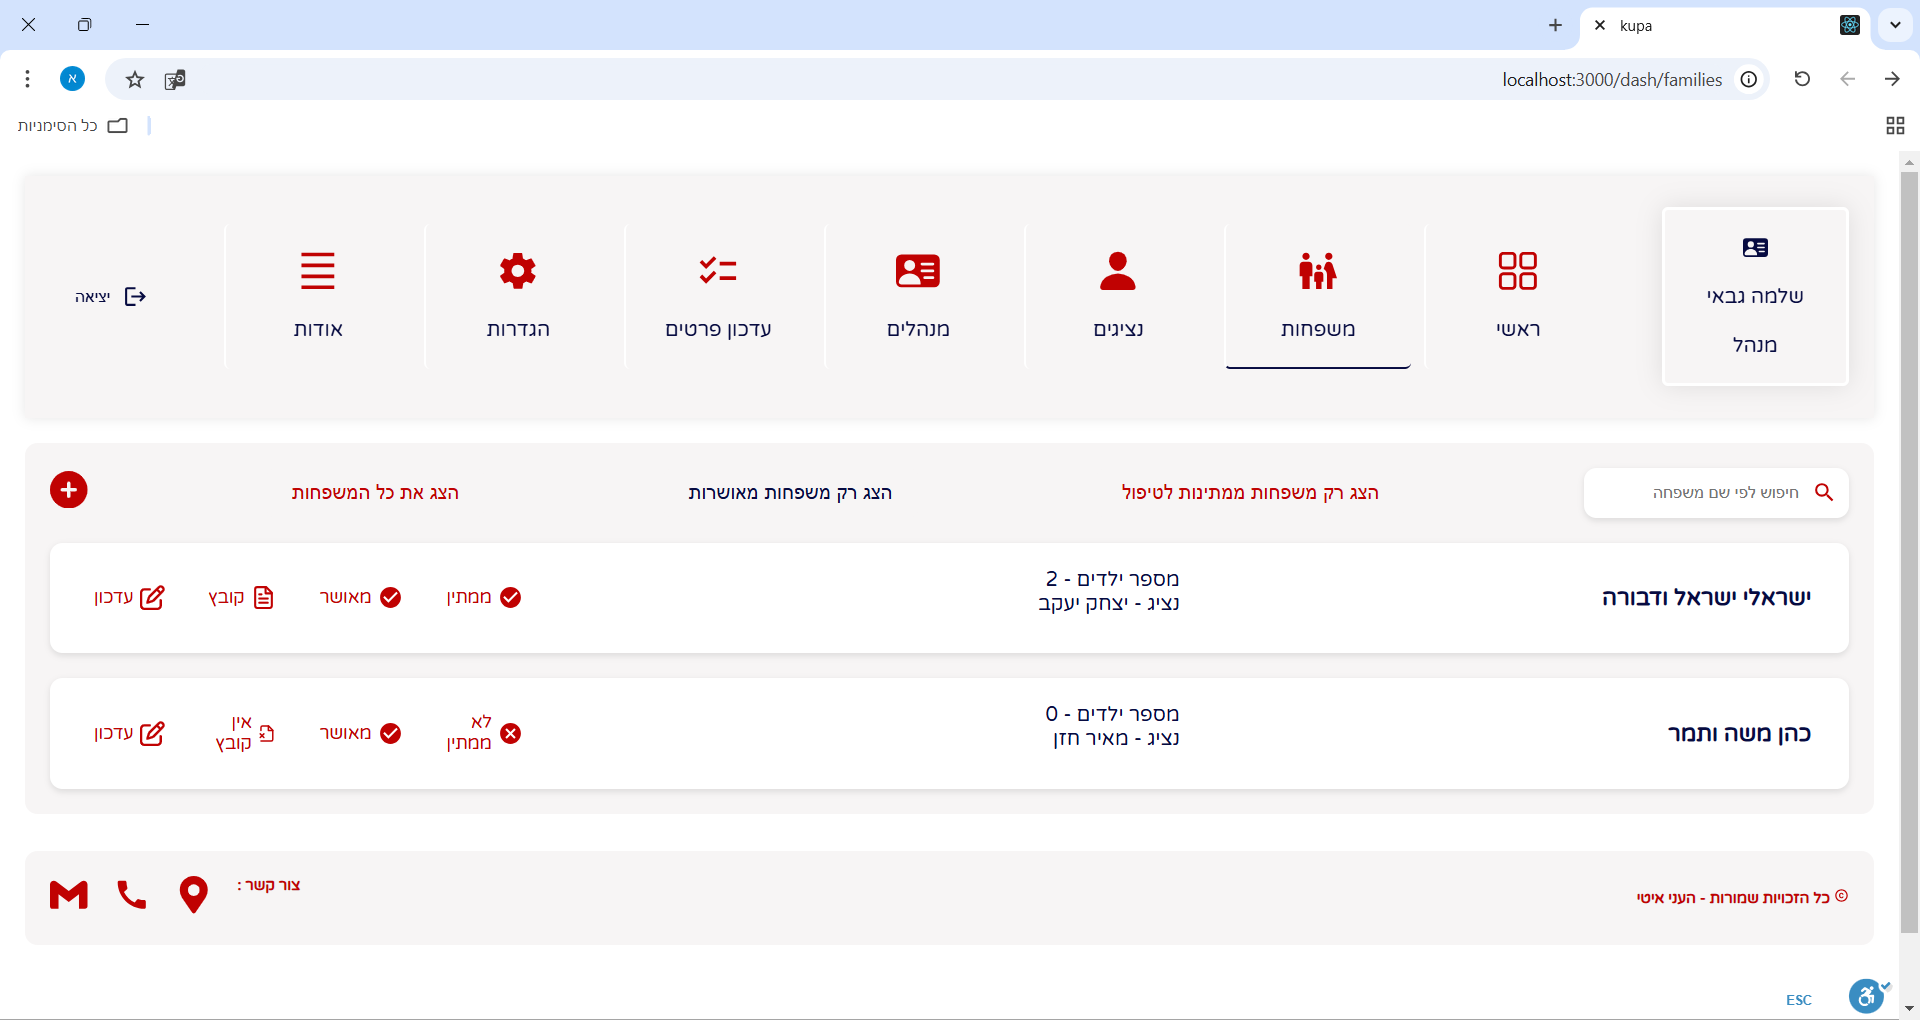 kupa
localhost:3000/dash/families
א
כל הסימניות
שלמה גבאי
מנהל
ראשי
משפחות
נציגים
מנהלים
עדכון פרטים
הגדרות
אודות
יציאה
חיפוש לפי שם משפחה
הצג רק משפחות ממתינות לטיפול
הצג רק משפחות מאושרות
הצג את כל המשפחות
ישראלי ישראל ודבורה
מספר ילדים - 2
נציג - יצחק יעקב
ממתין
מאושר
קובץ
עדכון
כהן משה ותמר
מספר ילדים - 0
נציג - מאיר חזן
לא
ממתין
מאושר
אין
קובץ
עדכון
© כל הזכויות שמורות - העני איטי
צור קשר :
ESC